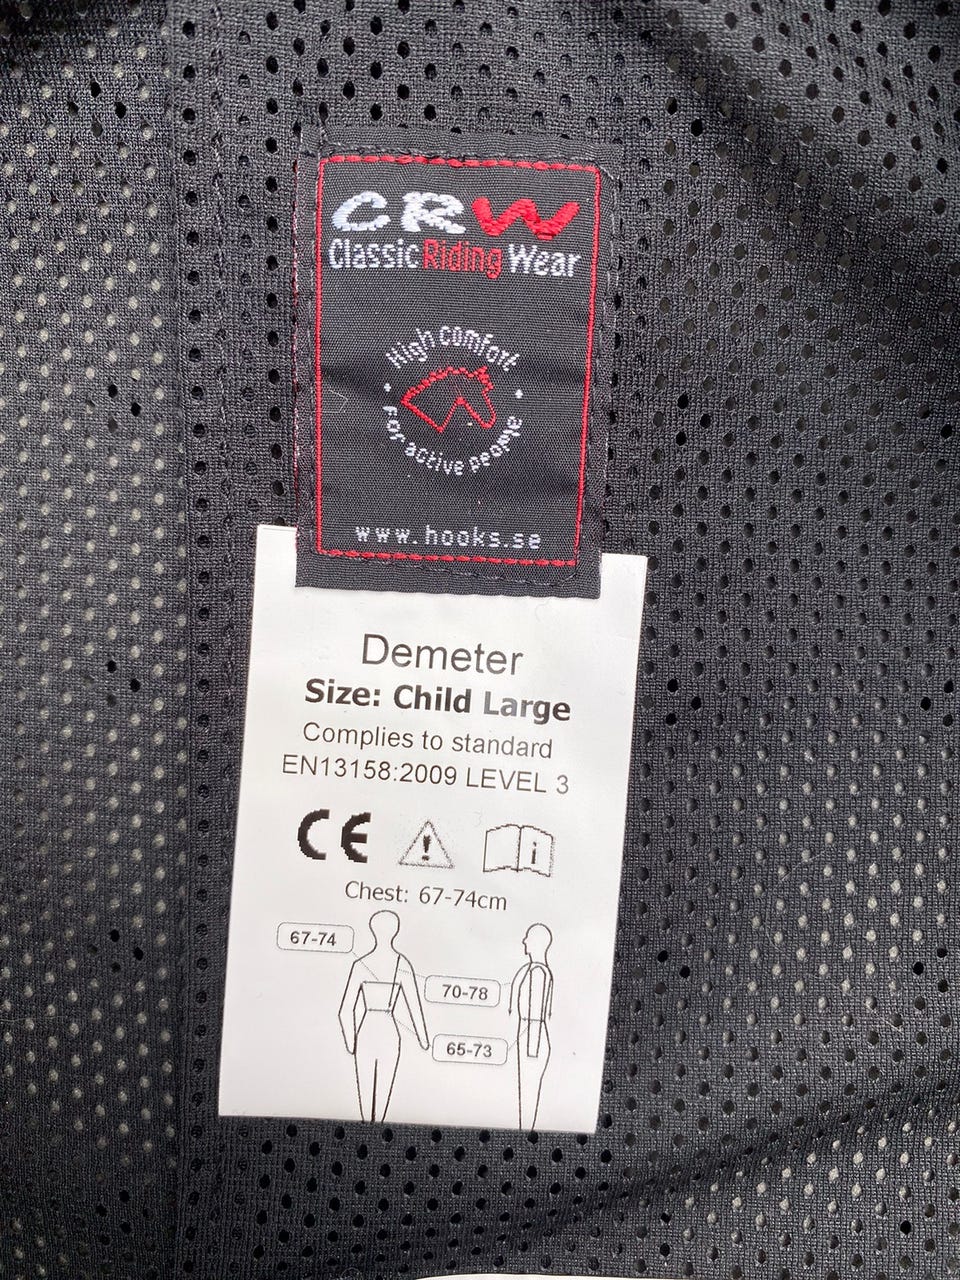 CRW
Classic Riding Wear
High comfort
For active people
www.hooks.se
Demeter
Size: Child Large
Complies to standard
EN13158:2009 LEVEL 3
CE
i
Chest: 67-74cm
67-74
70-78
65-73